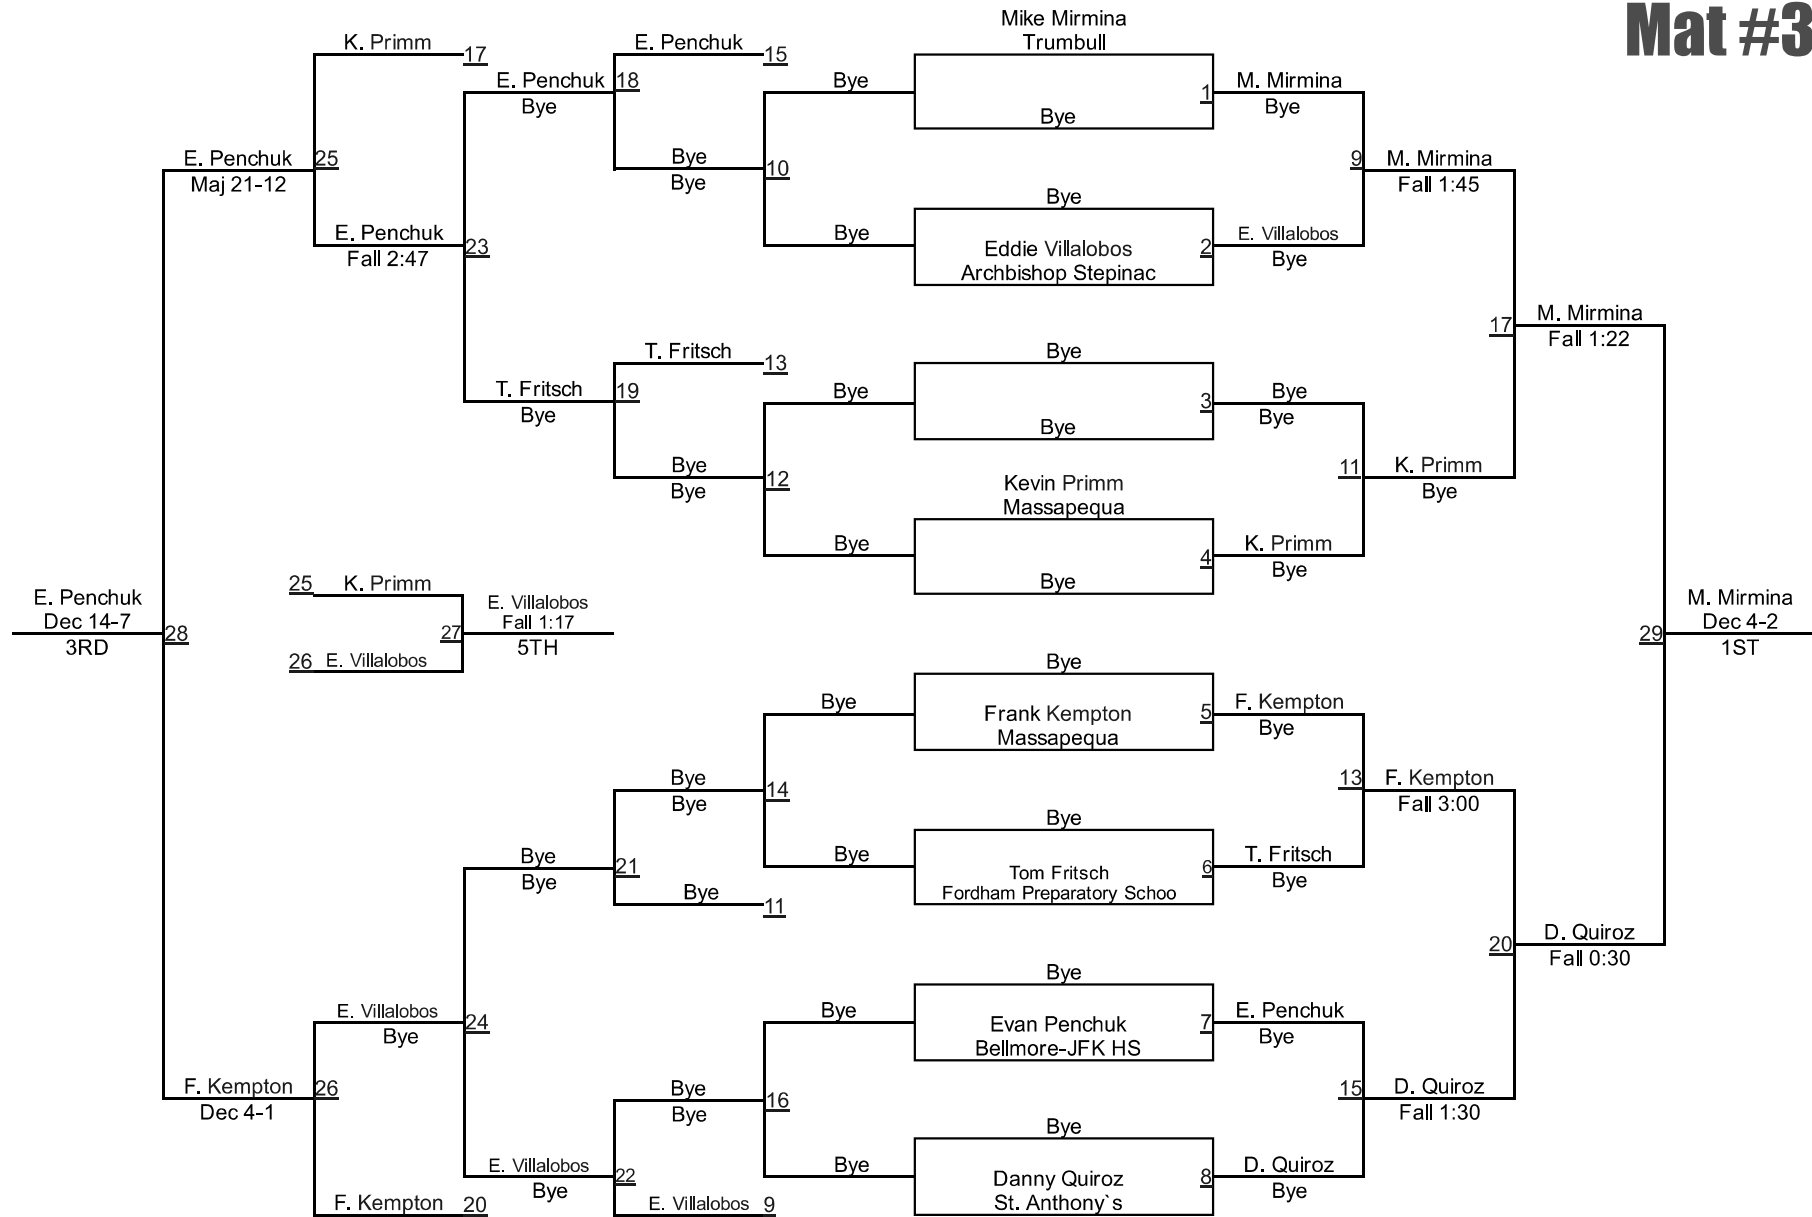 Mat #3
Mike Mirmina
K. Primm
E. Penchuk
Trumbull
17
15
E. Penchuk
18
Bye
1
M. Mirmina
Bye
Bye
Bye
E. Penchuk
25
Bye
10
9
M. Mirmina
Maj 21-12
Bye
Fall 1:45
Bye
E. Penchuk
23
Bye
Eddie Villalobos
2
E. Villalobos
Fall 2:47
Archbishop Stepinac
Bye
17
M. Mirmina
Fall 1:22
T. Fritsch
13
Bye
T. Fritsch
19
Bye
3
Bye
Bye
Bye
Bye
Bye
12
11
K. Primm
Bye
Kevin Primm
Bye
Massapequa
Bye
4
K. Primm
Bye
Bye
25
K. Primm
E. Penchuk
E. Villalobos
M. Mirmina
Dec 14-7
28
27
Fall 1:17
29
Dec 4-2
3RD
5TH
1ST
26
E. Villalobos
Bye
Bye
Frank Kempton
5
F. Kempton
Massapequa
Bye
Bye
14
13
F. Kempton
Bye
Fall 3:00
Bye
Bye
21
Bye
Tom Fritsch
6
T. Fritsch
Bye
Fordham Preparatory Schoo
Bye
Bye
11
20
D. Quiroz
Fall 0:30
Bye
E. Villalobos
24
Bye
Evan Penchuk
7
E. Penchuk
Bye
Bellmore-JFK HS
Bye
F. Kempton
26
Bye
16
15
D. Quiroz
Dec 4-1
Bye
Fall 1:30
Bye
E. Villalobos
22
Bye
Danny Quiroz
8
D. Quiroz
Bye
St. Anthony`s
Bye
F. Kempton
20
E. Villalobos
9